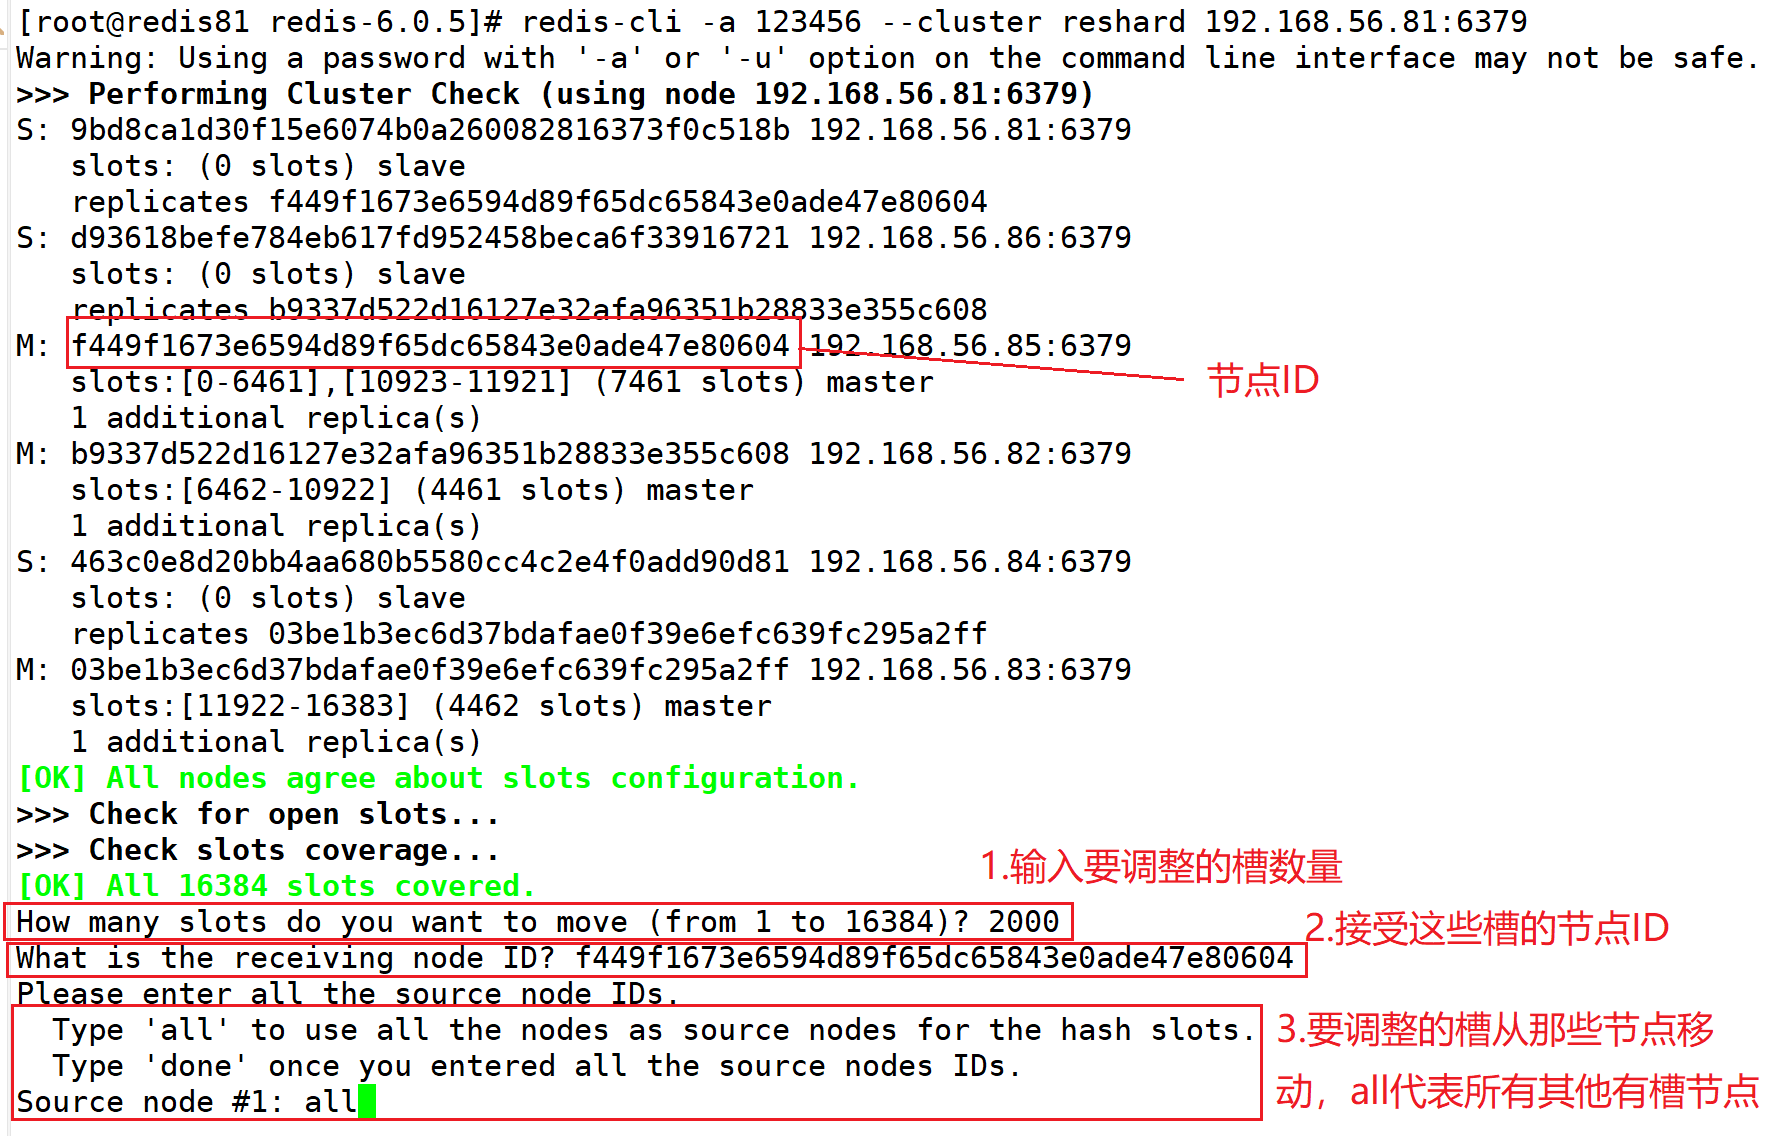 [root@redis81 redis-6.0.5]# redis-cli -a 123456 --cluster reshard 192.168.56.81:6379
Warning: Using a password with '-a' or '-u' option on the command line interface may not be safe.
>>> Performing Cluster Check (using node 192.168.56.81:6379)
S: 9bd8ca1d30f15e6074b0a260082816373f0c518b 192.168.56.81:6379
   slots: (0 slots) slave
   replicates f449f1673e6594d89f65dc65843e0ade47e80604
S: d93618befe784eb617fd952458beca6f33916721 192.168.56.86:6379
   slots: (0 slots) slave
   replicates b9337d522d16127e32afa96351b28833e355c608
M: f449f1673e6594d89f65dc65843e0ade47e80604 192.168.56.85:6379
节点ID
   slots:[0-6461],[10923-11921] (7461 slots) master
   1 additional replica(s)
M: b9337d522d16127e32afa96351b28833e355c608 192.168.56.82:6379
   slots:[6462-10922] (4461 slots) master
   1 additional replica(s)
S: 463c0e8d20bb4aa680b5580cc4c2e4f0add90d81 192.168.56.84:6379
   slots: (0 slots) slave
   replicates 03be1b3ec6d37bdafae0f39e6efc639fc295a2ff
M: 03be1b3ec6d37bdafae0f39e6efc639fc295a2ff 192.168.56.83:6379
   slots:[11922-16383] (4462 slots) master
   1 additional replica(s)
[OK] All nodes agree about slots configuration.
>>> Check for open slots...
>>> Check slots coverage...
[OK] All 16384 slots covered.
1.输入要调整的槽数量
How many slots do you want to move (from 1 to 16384)? 2000
2.接受这些槽的节点ID
What is the receiving node ID? f449f1673e6594d89f65dc65843e0ade47e80604
Please enter all the source node IDs.
  Type 'all' to use all the nodes as source nodes for the hash slots.
  Type 'done' once you entered all the source nodes IDs.
Source node #1: all
3.要调整的槽从那些节点移
动，all代表所有其他有槽节点